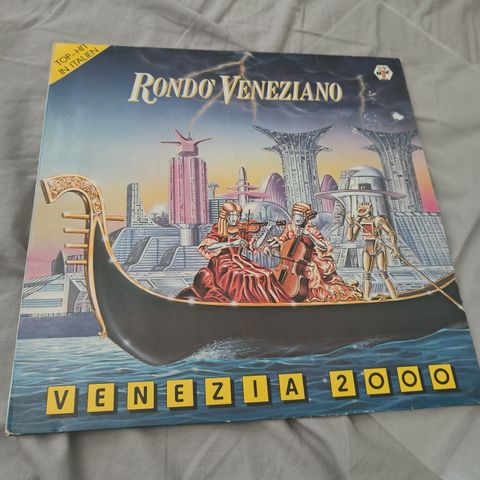 TOP-HIT
IN ITALIEN
RONDO' VENEZIANO
VENEZIA 2000